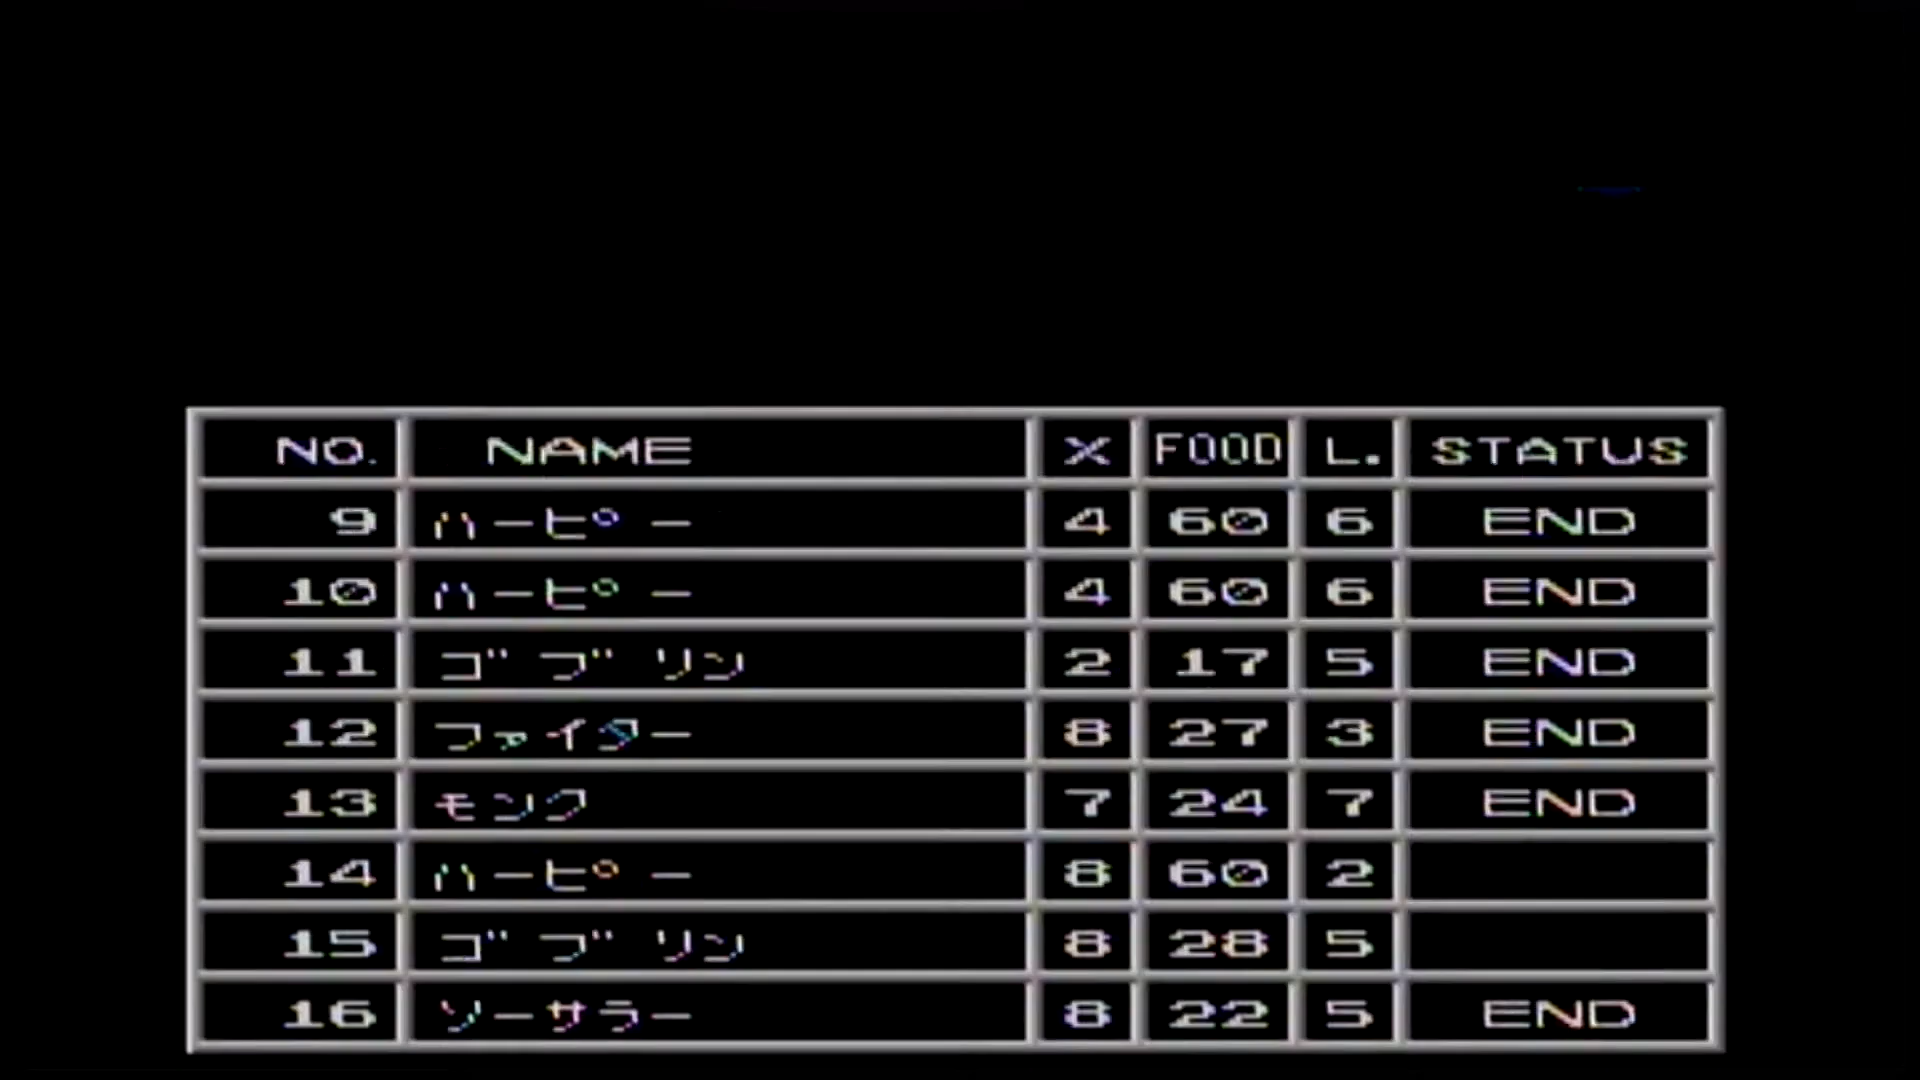 NO. NAME X FOOD L. STATUS
9 ハーピー 4 60 6 END
10 ハーピー 4 60 6 END
11 ゴブリン 2 17 5 END
12 ファイター 8 27 3 END
13 モンク 7 24 7 END
14 ハーピー 8 60 2
15 ゴブリン 8 28 5
16 ソーサラー 8 22 5 END